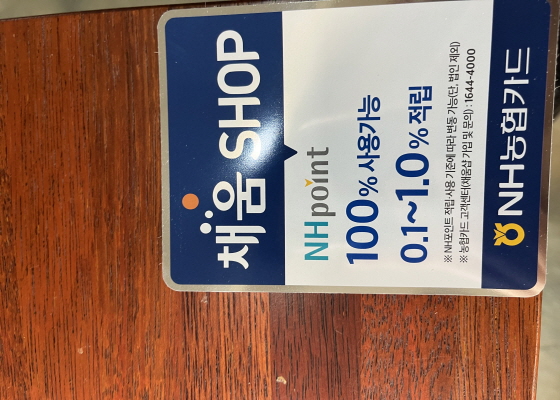 채움 SHOP
NHpoint
100% 사용가능
0.1~1.0% 적립
※ NH포인트 적립·사용 기준에 따라 변동 가능(단, 법인 제외)
※ 농협카드 고객센터(채움샵 가입 및 문의) : 1644-4000
NH농협카드